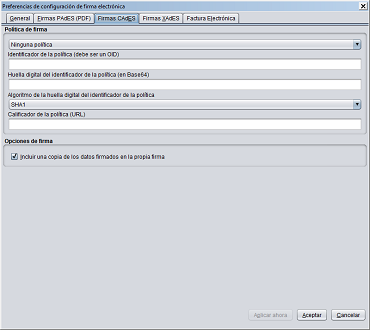 Preferencias de configuración de firma electrónica
General Firmas PAdES (PDF) Firmas CAdES Firmas XAdES Factura Electrónica
Política de firma
Ninguna política
Identificador de la política (debe ser un OID)
Huella digital del identificador de la política (en Base64)
Algoritmo de la huella digital del identificador de la política
SHA1
Calificador de la política (URL)
Opciones de firma
Incluir una copia de los datos firmados en la propia firma
Aplicar ahora Aceptar Cancelar